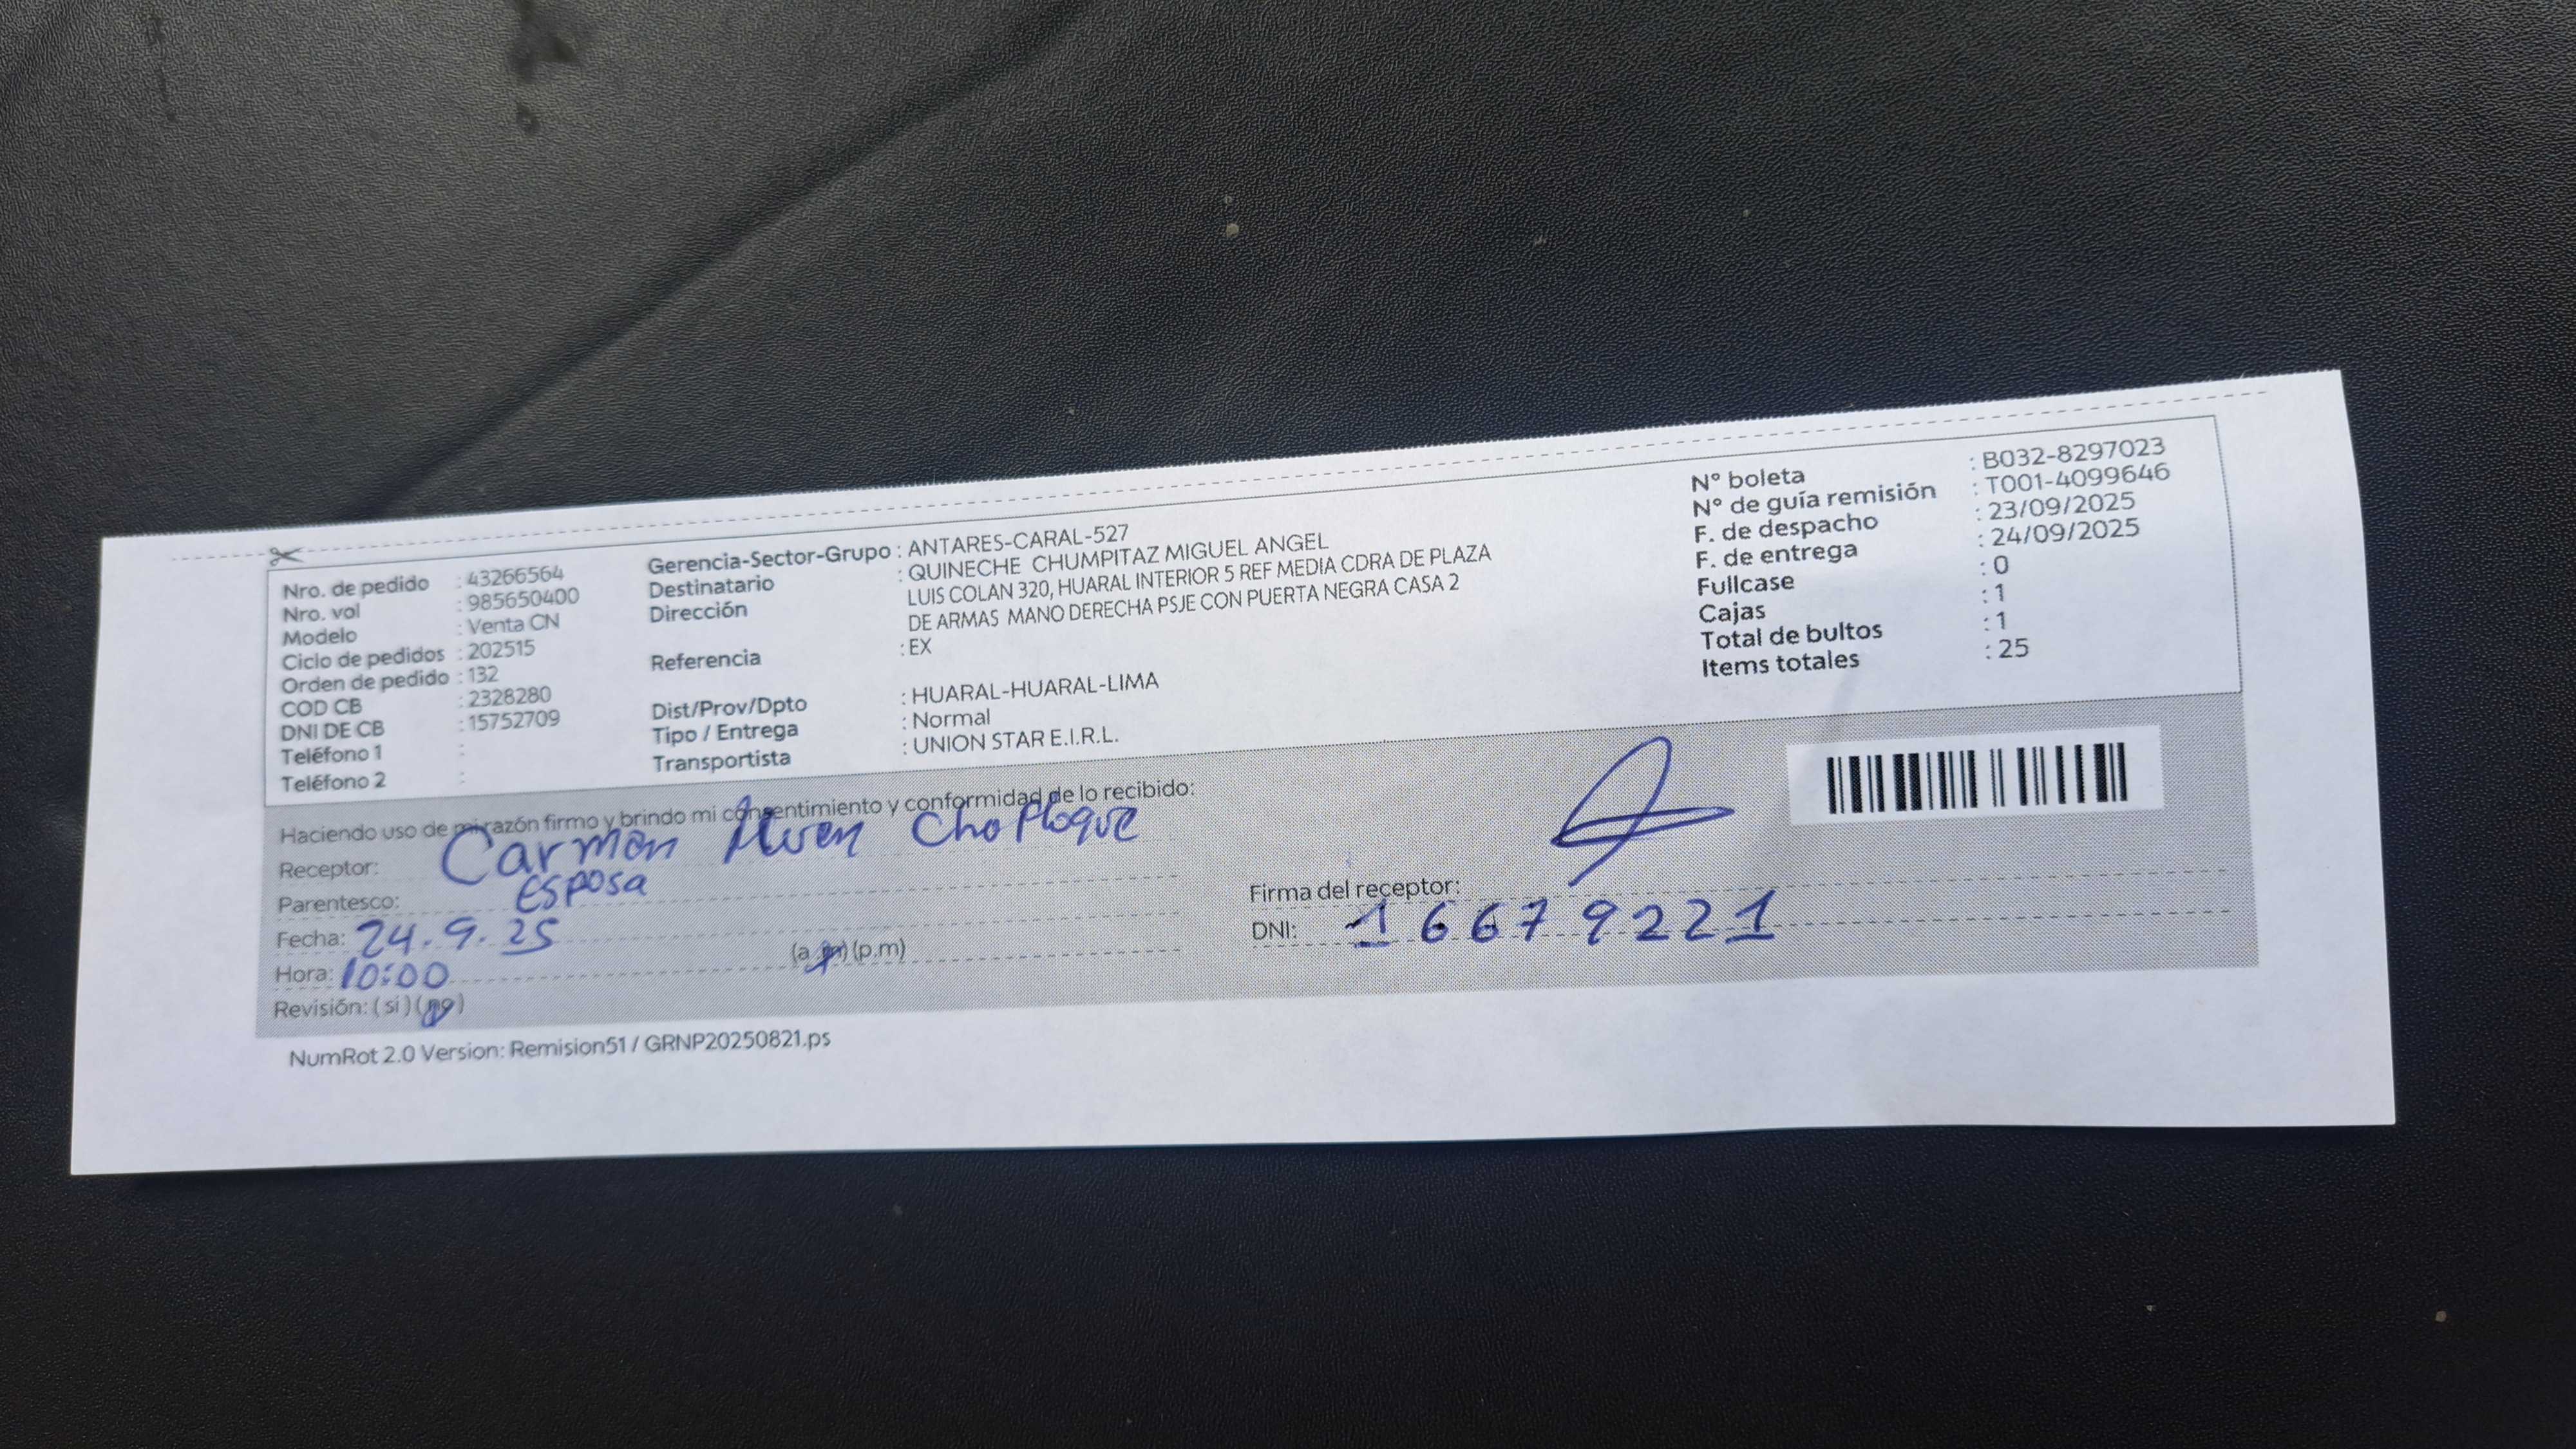 Nro. de pedido : 43266564
Nro. vol : 985650400
Modelo : Venta CN
Ciclo de pedidos : 202515
Orden de pedido : 132
COD CB : 2328280
DNI DE CB : 15752709
Teléfono 1 :
Teléfono 2 :
Gerencia-Sector-Grupo : ANTARES-CARAL-527
Destinatario : QUINECHE CHUMPITAZ MIGUEL ANGEL
Dirección LUIS COLAN 320, HUARAL INTERIOR 5 REF MEDIA CDRA DE PLAZA
DE ARMAS MANO DERECHA PSJE CON PUERTA NEGRA CASA 2
Referencia : EX
Dist/Prov/Dpto : HUARAL-HUARAL-LIMA
Tipo / Entrega : Normal
Transportista : UNION STAR E.I.R.L.
N° boleta : B032-8297023
N° de guía remisión : T001-4099646
F. de despacho : 23/09/2025
F. de entrega : 24/09/2025
Fullcase : 0
Cajas : 1
Total de bultos : 1
Items totales : 25
Haciendo uso de mi razón firmo y brindo mi consentimiento y conformidad de lo recibido:
Receptor: Carmen
Parentesco: Esposa
Fecha: 24.9.25
Hora: 10:00 (a.m) (p.m)
Revisión: (si) (no)
Firma del receptor:
DNI: 16679221
NumRot 2.0 Version: Remision51 / GRNP20250821.ps